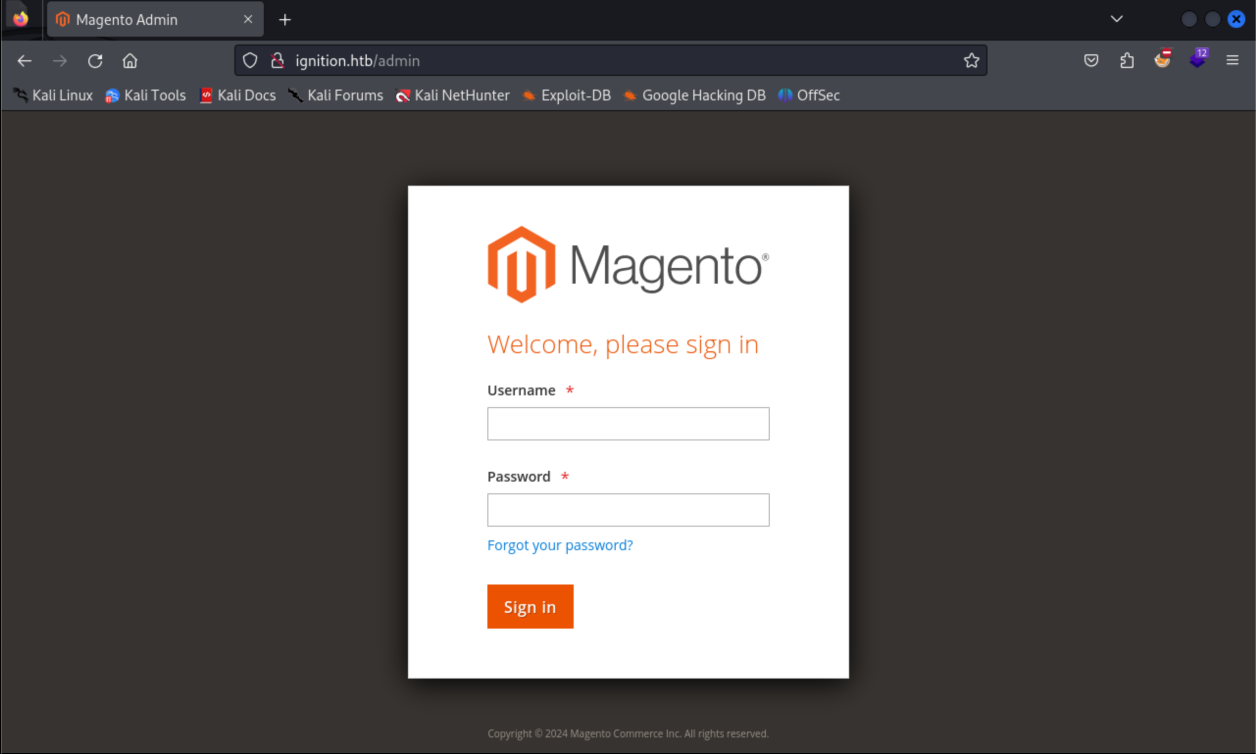 Magento Admin
ignition.htb/admin
12
Kali Linux Kali Tools Kali Docs Kali Forums Kali NetHunter Exploit-DB Google Hacking DB OffSec
Magento®
Welcome, please sign in
Username *
Password *
Forgot your password?
Sign in
Copyright © 2024 Magento Commerce Inc. All rights reserved.